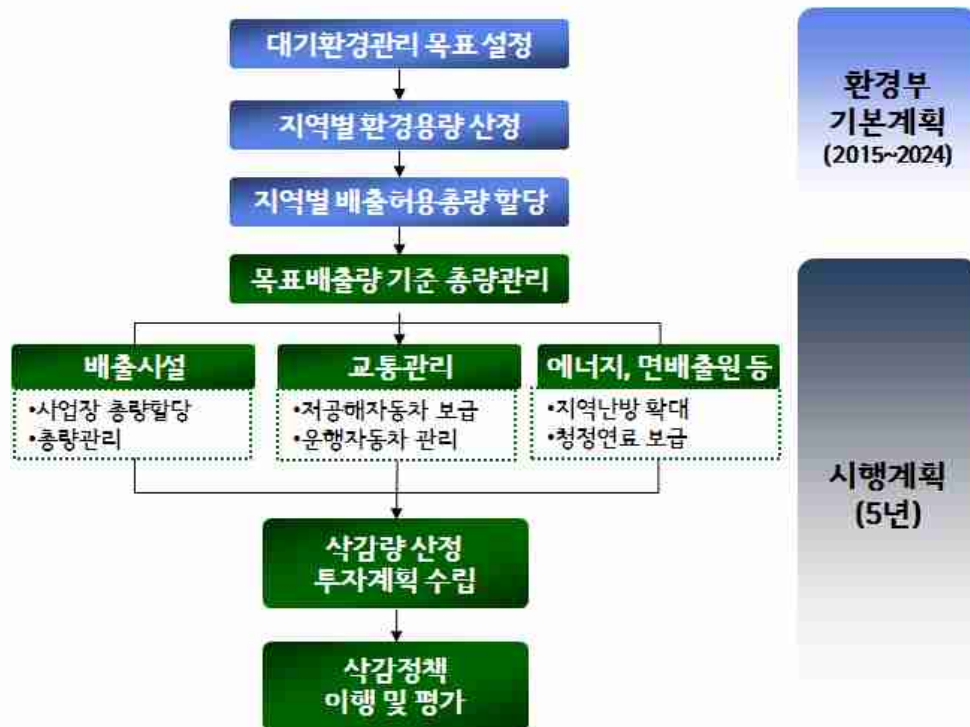 대기환경관리 목표 설정
지역별 환경용량 산정
지역별 배출허용총량 할당
환경부
기본계획
(2015~2024)
목표배출량 기준 총량관리
배출시설
•사업장 총량할당
•총량관리
교통관리
•저공해자동차 보급
•운행자동차 관리
에너지, 면배출원 등
•지역난방 확대
•청정연료 보급
삭감량 산정
투자계획 수립
삭감정책
이행 및 평가
시행계획
(5년)